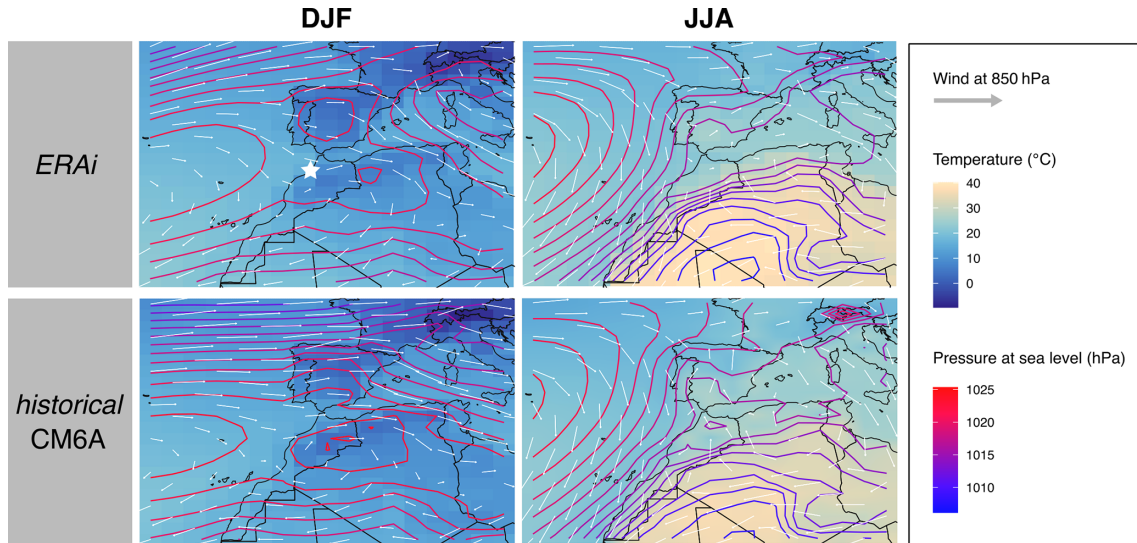 DJF
JJA
ERAi
historical
CM6A
Wind at 850 hPa
Temperature (°C)
40
30
20
10
0
Pressure at sea level (hPa)
1025
1020
1015
1010